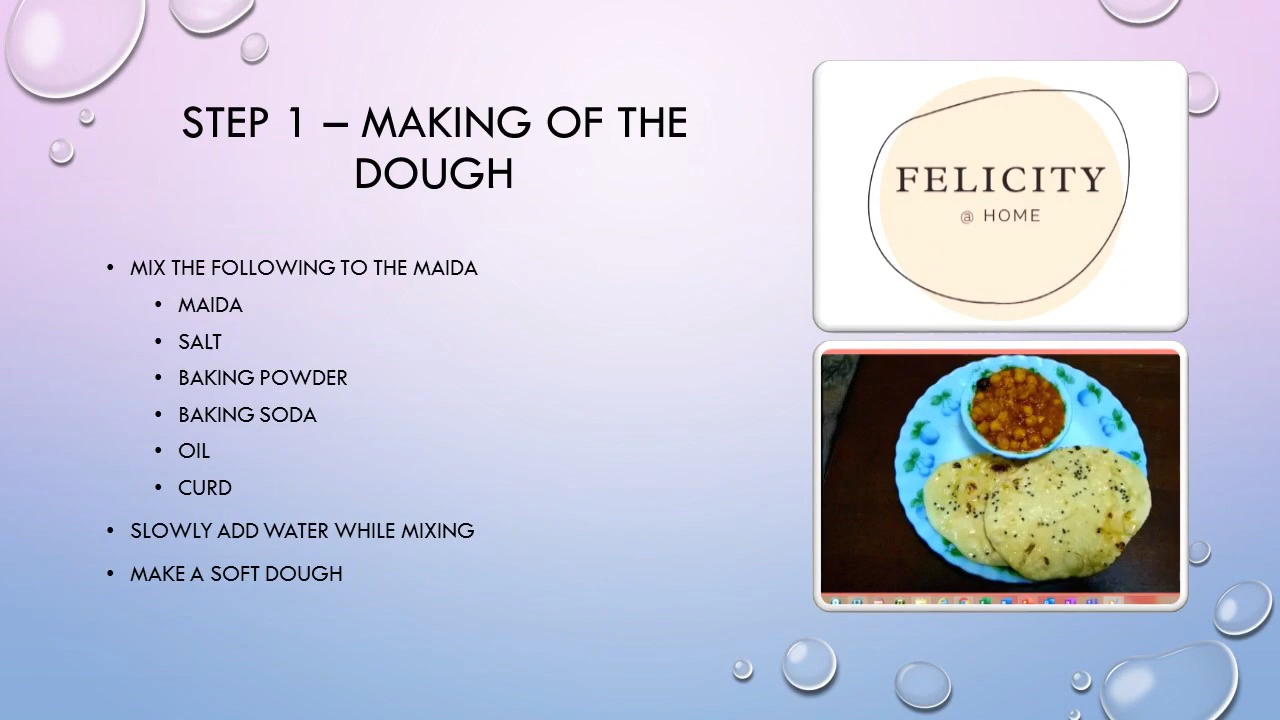 STEP 1 – MAKING OF THE
DOUGH
• MIX THE FOLLOWING TO THE MAIDA
• MAIDA
• SALT
• BAKING POWDER
• BAKING SODA
• OIL
• CURD
• SLOWLY ADD WATER WHILE MIXING
• MAKE A SOFT DOUGH
FELICITY
@ HOME